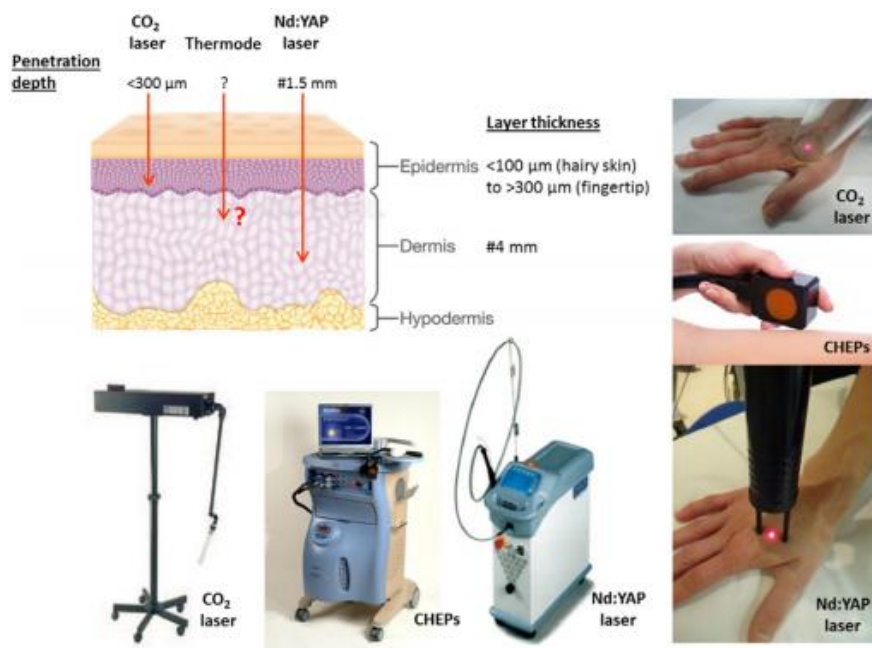 CO₂
laser
Thermode
Nd:YAP
laser
Penetration
depth
<300 µm
?
#1.5 mm
Layer thickness
Epidermis
<100 µm (hairy skin)
to >300 µm (fingertip)
?
Dermis
#4 mm
Hypodermis
CO₂
laser
CHEPs
Nd:YAP
laser
CO₂
laser
CHEPs
Nd:YAP
laser